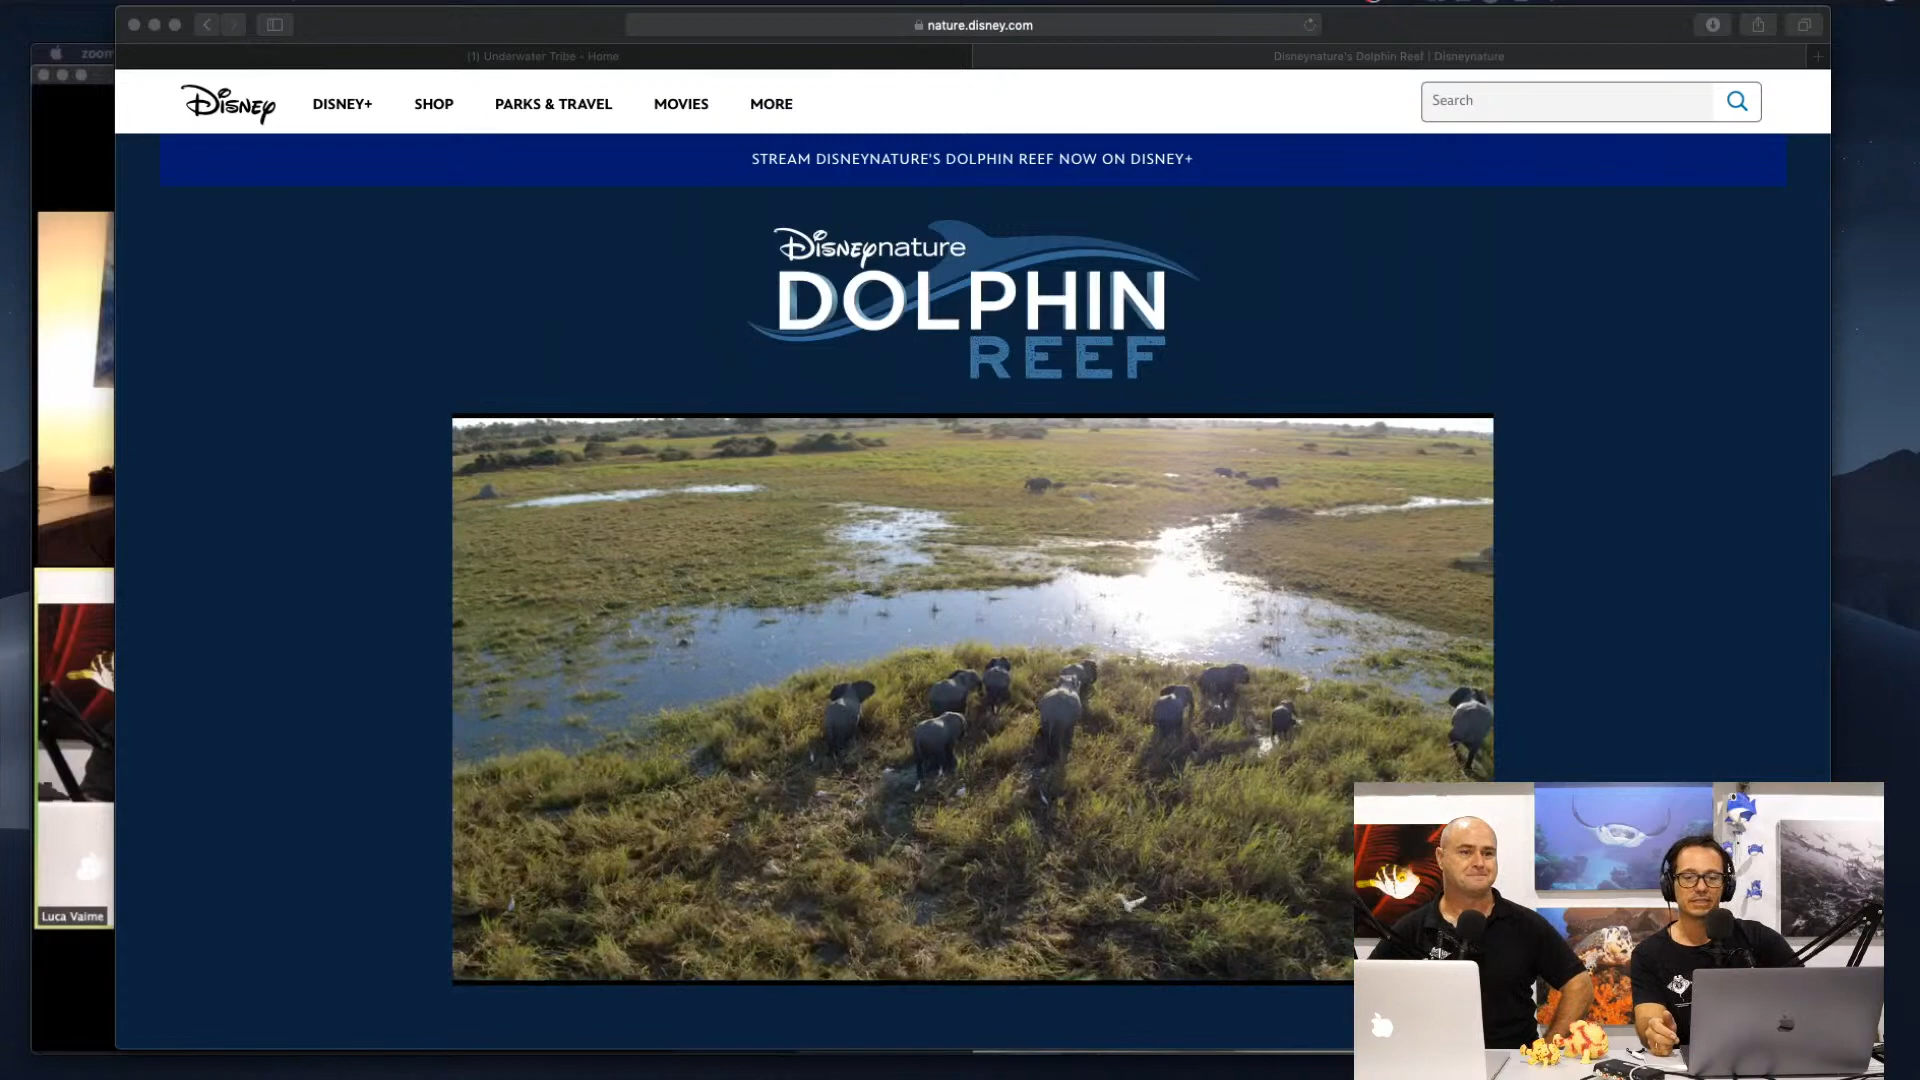 nature.disney.com
zoom
(1) Underwater Tribe - Home
Disneynature's Dolphin Reef | Disneynature
Disney
DISNEY+
SHOP
PARKS & TRAVEL
MOVIES
MORE
Search
STREAM DISNEYNATURE'S DOLPHIN REEF NOW ON DISNEY+
Disneynature
DOLPHIN
REEF
Luca Vaime